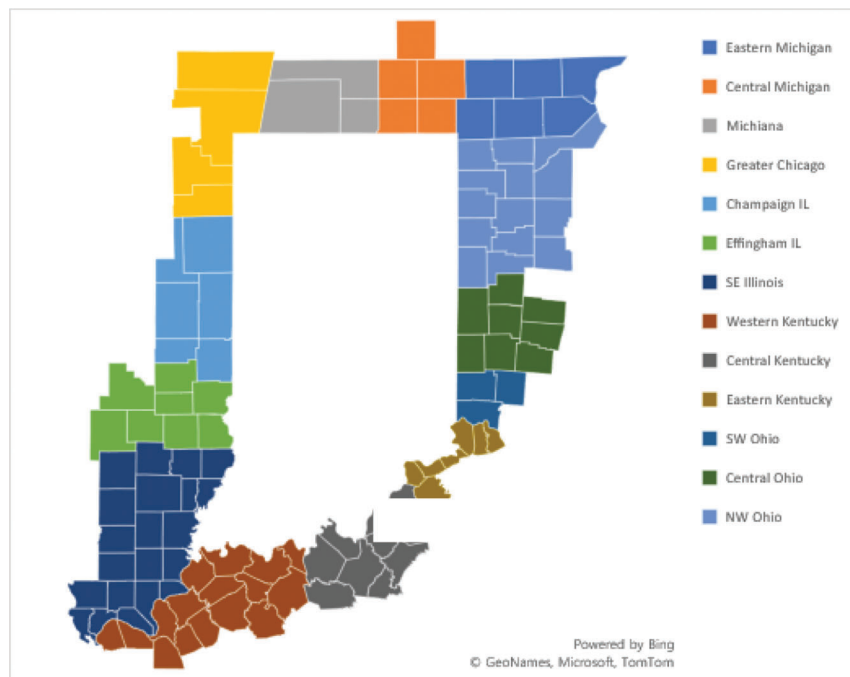 Eastern Michigan
Central Michigan
Michiana
Greater Chicago
Champaign IL
Effingham IL
SE Illinois
Western Kentucky
Central Kentucky
Eastern Kentucky
SW Ohio
Central Ohio
NW Ohio
Powered by Bing
© GeoNames, Microsoft, TomTom